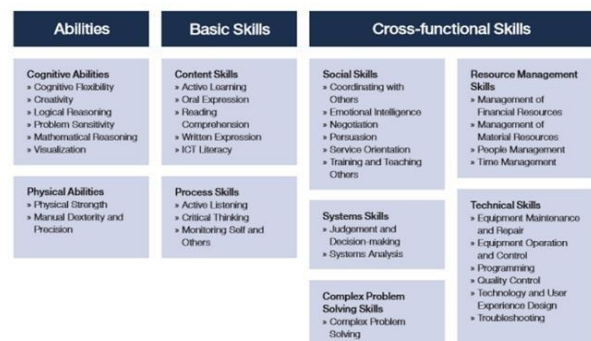 Abilities
Cognitive Abilities
» Cognitive Flexibility
» Creativity
» Logical Reasoning
» Problem Sensitivity
» Mathematical Reasoning
» Visualization
Physical Abilities
» Physical Strength
» Manual Dexterity and
Precision
Basic Skills
Content Skills
» Active Learning
» Oral Expression
» Reading
Comprehension
» Written Expression
» ICT Literacy
Process Skills
» Active Listening
» Critical Thinking
» Monitoring Self and
Others
Cross-functional Skills
Social Skills
» Coordinating with
Others
» Emotional Intelligence
» Negotiation
» Persuasion
» Service Orientation
» Training and Teaching
Others
Systems Skills
» Judgement and
Decision-making
» Systems Analysis
Complex Problem
Solving Skills
» Complex Problem
Solving
Resource Management
Skills
» Management of
Financial Resources
» Management of
Material Resources
» People Management
» Time Management
Technical Skills
» Equipment Maintenance
and Repair
» Equipment Operation
and Control
» Programming
» Quality Control
» Technology and User
Experience Design
» Troubleshooting